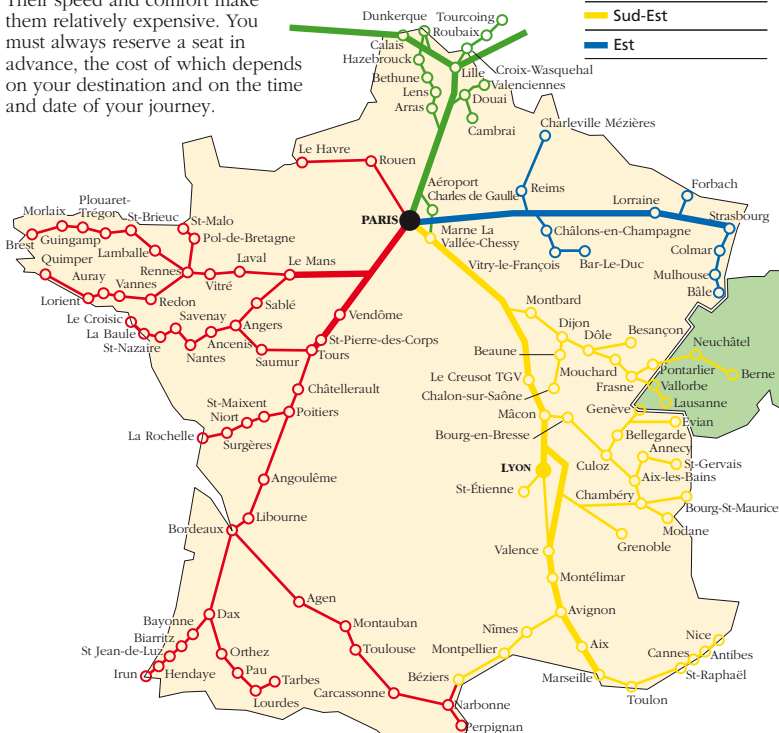 Their speed and comfort make
them relatively expensive. You
must always reserve a seat in
advance, the cost of which depends
on your destination and on the time
and date of your journey.
Sud-Est
Est
Dunkerque
Tourcoing
Roubaix
Calais
Hazebrouck
Lille
Croix-Wasquehal
Bethune
Valenciennes
Lens
Douai
Arras
Cambrai
Charleville Mézières
Le Havre
Rouen
Aéroport
Charles de Gaulle
Reims
Lorraine
Forbach
PARIS
Strasbourg
Marne La
Vallée-Chessy
Châlons-en-Champagne
Colmar
Vitry-le-François
Bar-Le-Duc
Mulhouse
Bâle
Morlaix
Plouaret-
Trégor
St-Brieuc
St-Malo
Brest
Guingamp
Lamballe
Pol-de-Bretagne
Quimper
Auray
Rennes
Laval
Le Mans
Lorient
Vannes
Redon
Vitré
Sablé
Le Croisic
La Baule
St-Nazaire
Savenay
Nantes
Ancenis
Angers
Saumur
Vendôme
St-Pierre-des-Corps
Tours
Montbard
Dijon
Dôle
Besançon
Neuchâtel
Beaune
Mouchard
Frasne
Pontarlier
Berne
Vallorbe
Le Creusot TGV
Chalon-sur-Saône
Lausanne
Genève
Evian
Mâcon
Bourg-en-Bresse
Bellegarde
Annecy
St-Gervais
LYON
Culoz
Aix-les-Bains
St-Étienne
Chambéry
Bourg-St-Maurice
Modane
Grenoble
Châtellerault
St-Maixent
Niort
Poitiers
La Rochelle
Surgères
Angoulême
Libourne
Bordeaux
Valence
Montélimar
Avignon
Agen
Montauban
Toulouse
Dax
Bayonne
Biarritz
St Jean-de-Luz
Irun
Hendaye
Orthez
Pau
Tarbes
Lourdes
Carcassonne
Nîmes
Montpellier
Béziers
Narbonne
Perpignan
Aix
Marseille
Toulon
Nice
Cannes
Antibes
St-Raphaël